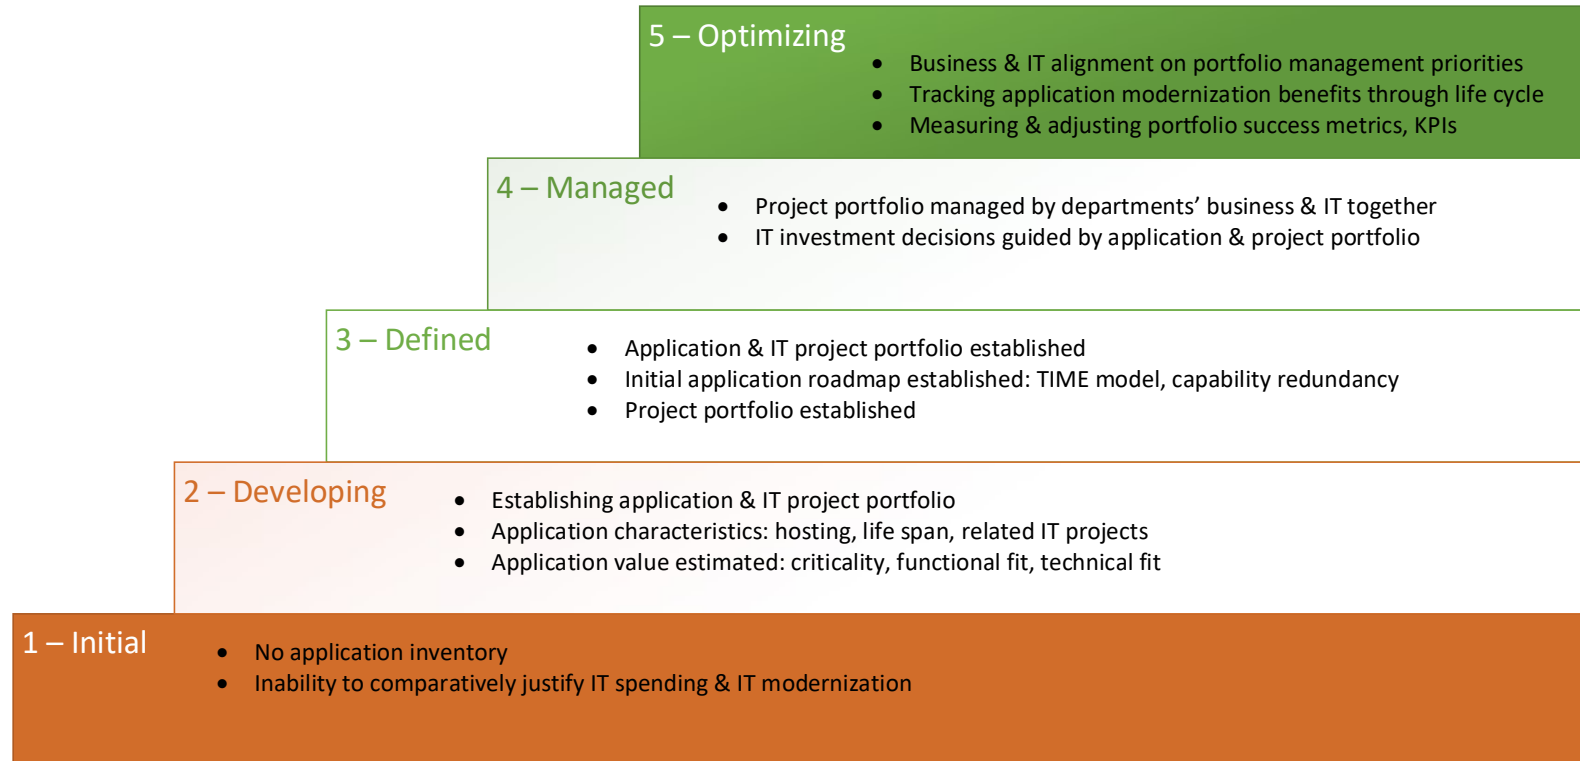 5 – Optimizing
• Business & IT alignment on portfolio management priorities
• Tracking application modernization benefits through life cycle
• Measuring & adjusting portfolio success metrics, KPIs
4 – Managed
• Project portfolio managed by departments’ business & IT together
• IT investment decisions guided by application & project portfolio
3 – Defined
• Application & IT project portfolio established
• Initial application roadmap established: TIME model, capability redundancy
• Project portfolio established
2 – Developing
• Establishing application & IT project portfolio
• Application characteristics: hosting, life span, related IT projects
• Application value estimated: criticality, functional fit, technical fit
1 – Initial
• No application inventory
• Inability to comparatively justify IT spending & IT modernization